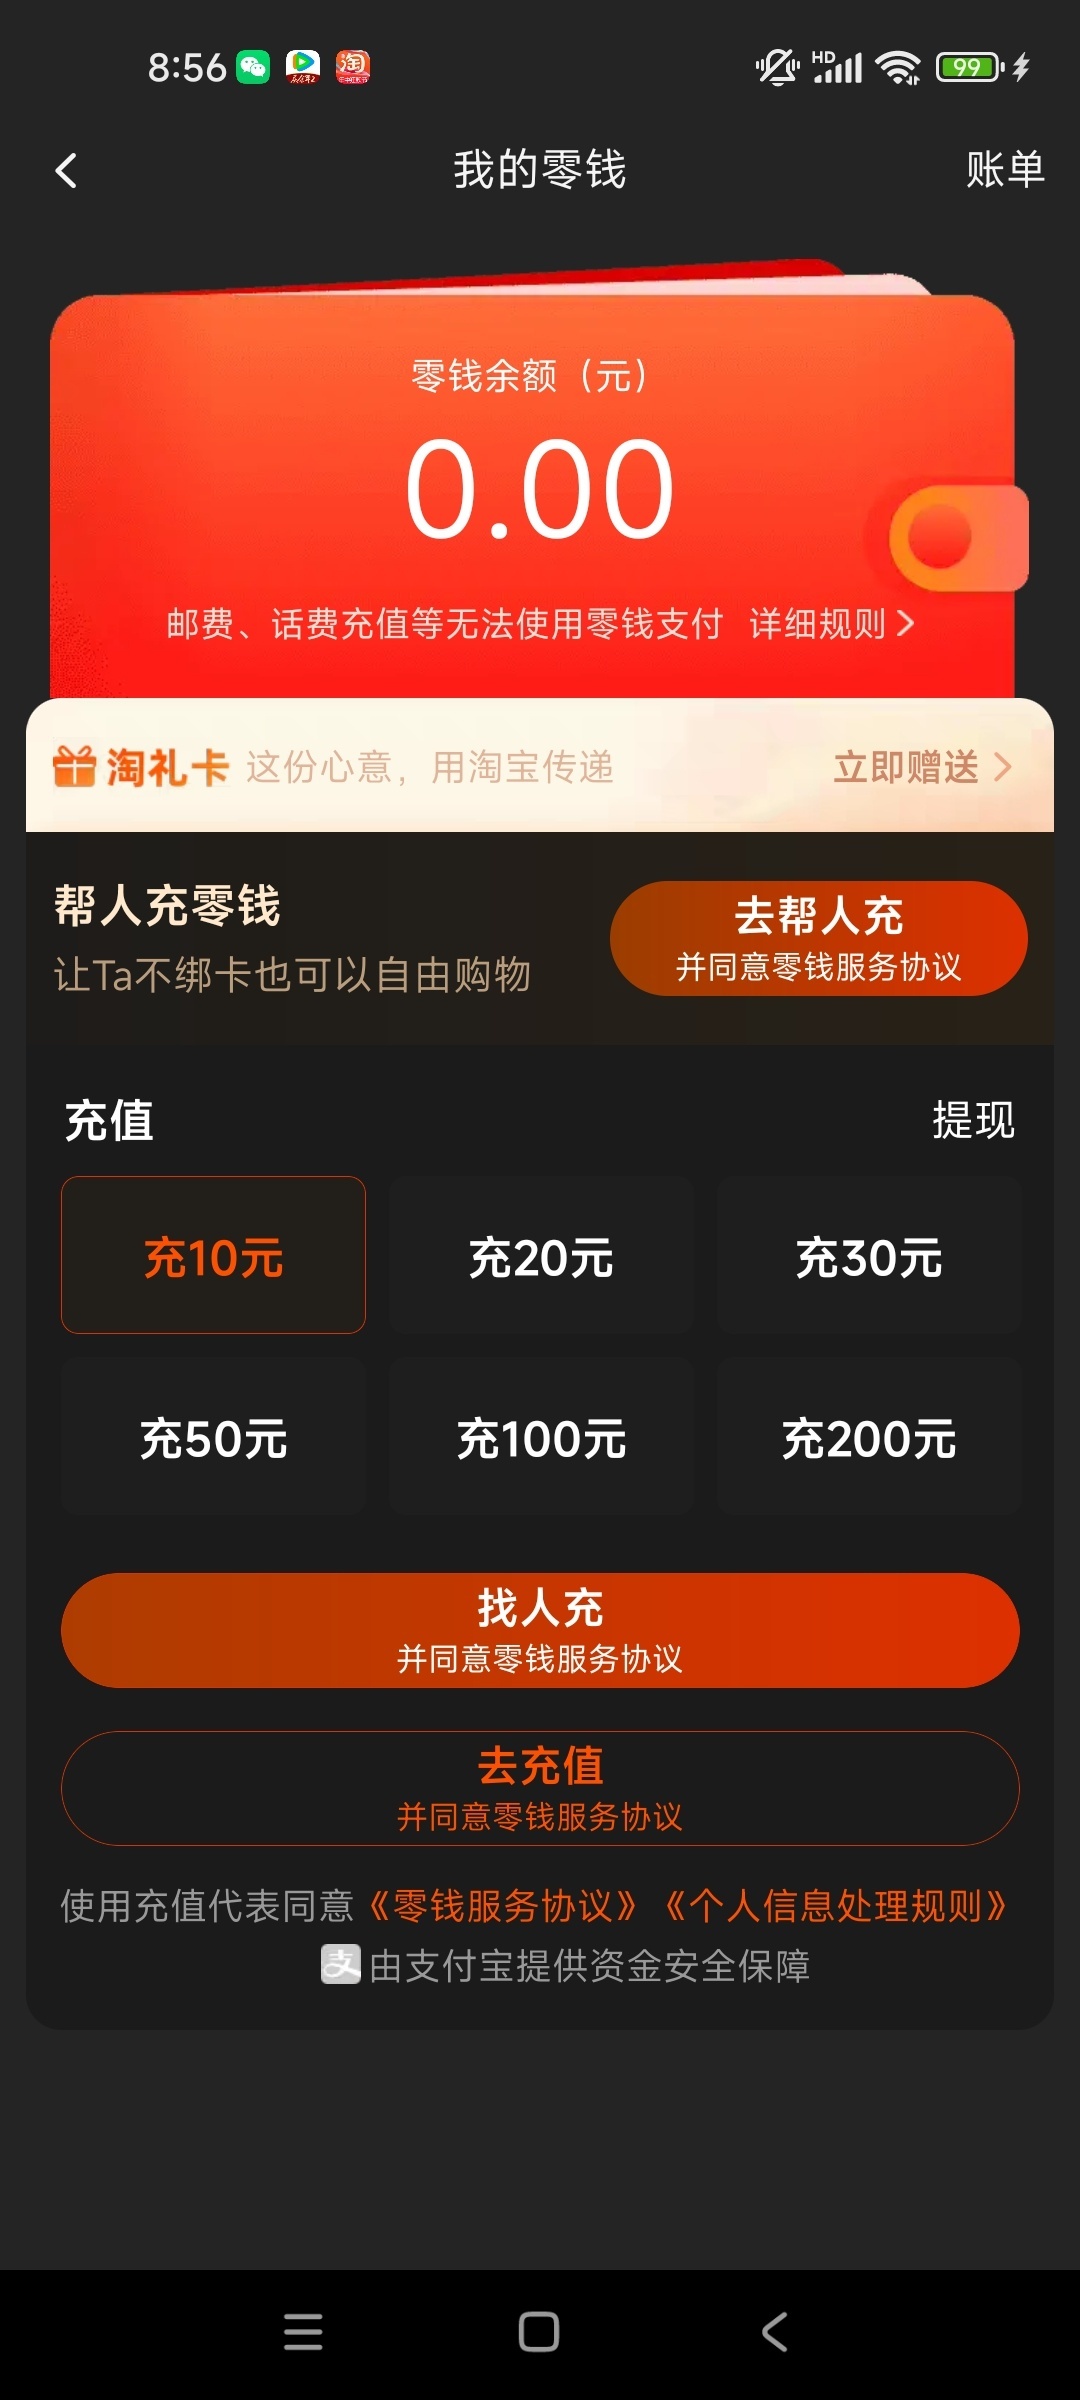 8:56
HD
99
我的零钱
账单
零钱余额（元）
0.00
邮费、话费充值等无法使用零钱支付 详细规则
淘礼卡 这份心意，用淘宝传递 立即赠送
帮人充零钱
让Ta不绑卡也可以自由购物
去帮人充
并同意零钱服务协议
充值
提现
充10元 充20元 充30元
充50元 充100元 充200元
找人充
并同意零钱服务协议
去充值
并同意零钱服务协议
使用充值代表同意《零钱服务协议》《个人信息处理规则》
支 由支付宝提供资金安全保障